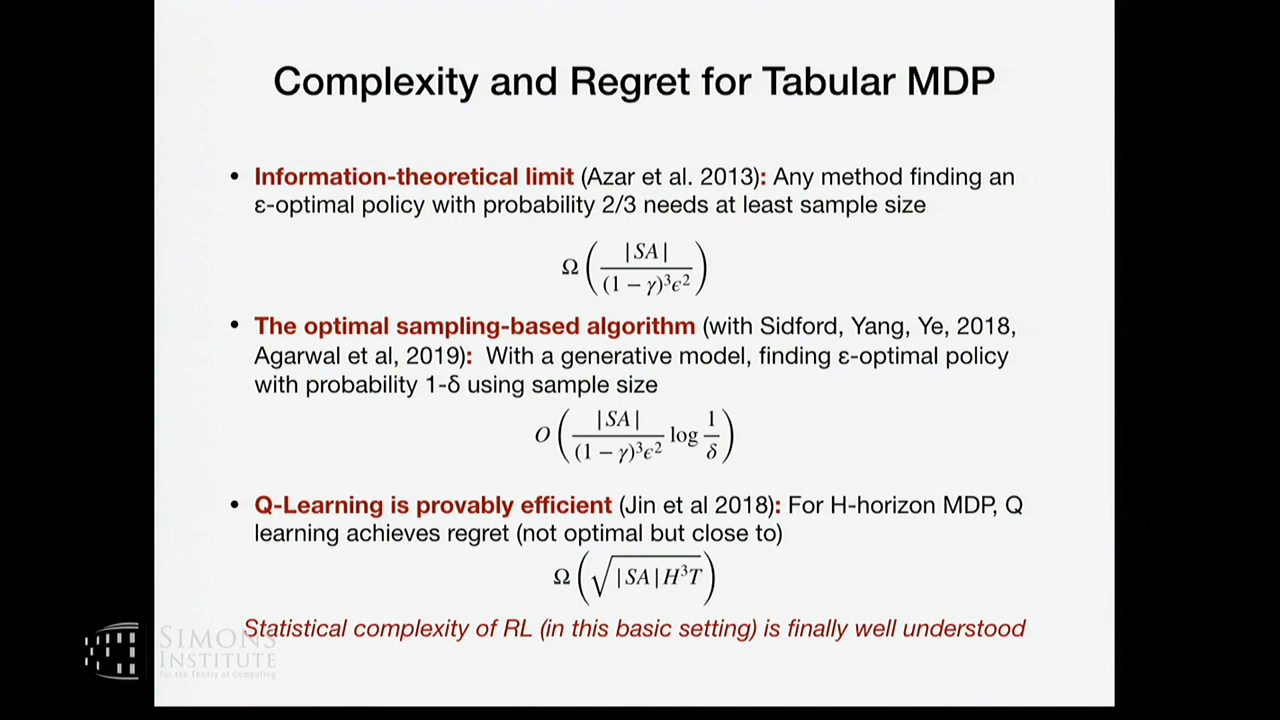 Complexity and Regret for Tabular MDP
• Information-theoretical limit (Azar et al. 2013): Any method finding an
ε-optimal policy with probability 2/3 needs at least sample size
Ω ( |SA| / (1 − γ)³ϵ² )
• The optimal sampling-based algorithm (with Sidford, Yang, Ye, 2018,
Agarwal et al, 2019): With a generative model, finding ε-optimal policy
with probability 1-δ using sample size
O ( |SA| / (1 − γ)³ϵ² log 1/δ )
• Q-Learning is provably efficient (Jin et al 2018): For H-horizon MDP, Q
learning achieves regret (not optimal but close to)
Ω ( √|SA|H³T )
Statistical complexity of RL (in this basic setting) is finally well understood
SIMONS
INSTITUTE
for the Theory of Computing